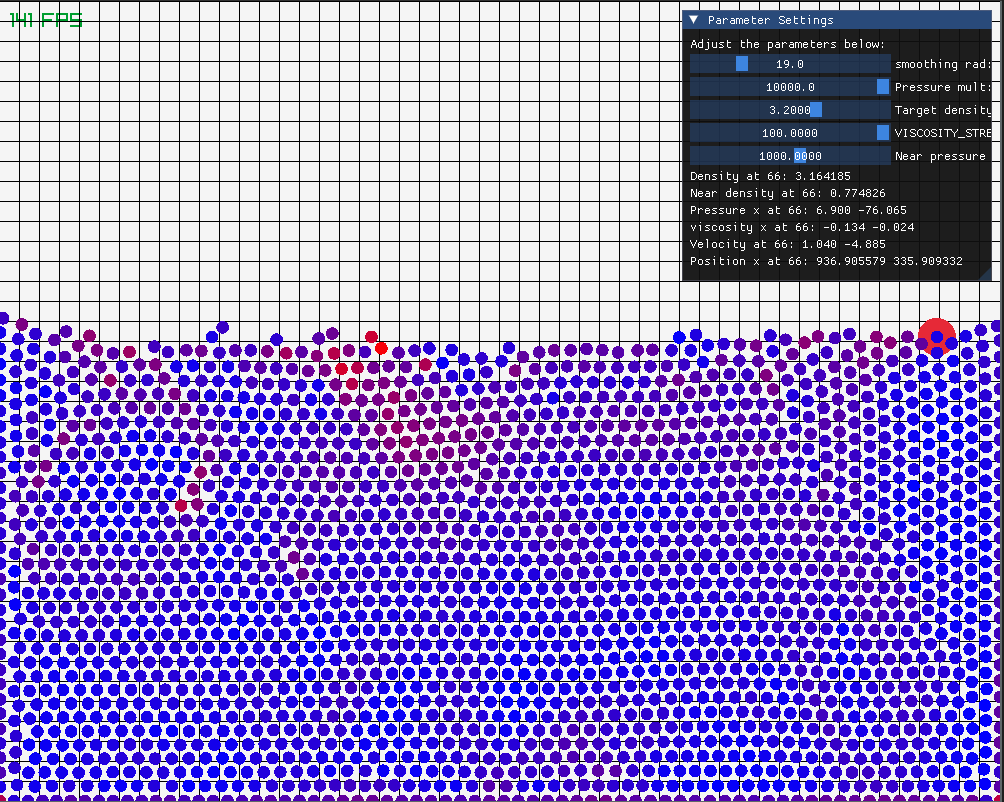 141 FPS
Parameter Settings
Adjust the parameters below:
19.0 smoothing rad:
10000.0 Pressure mult:
3.2000 Target density
100.0000 VISCOSITY_STRE
1000.0000 Near pressure
Density at 66: 3.164185
Near density at 66: 0.774826
Pressure x at 66: 6.900 -76.065
viscosity x at 66: -0.134 -0.024
Velocity at 66: 1.040 -4.885
Position x at 66: 936.905579 335.909332